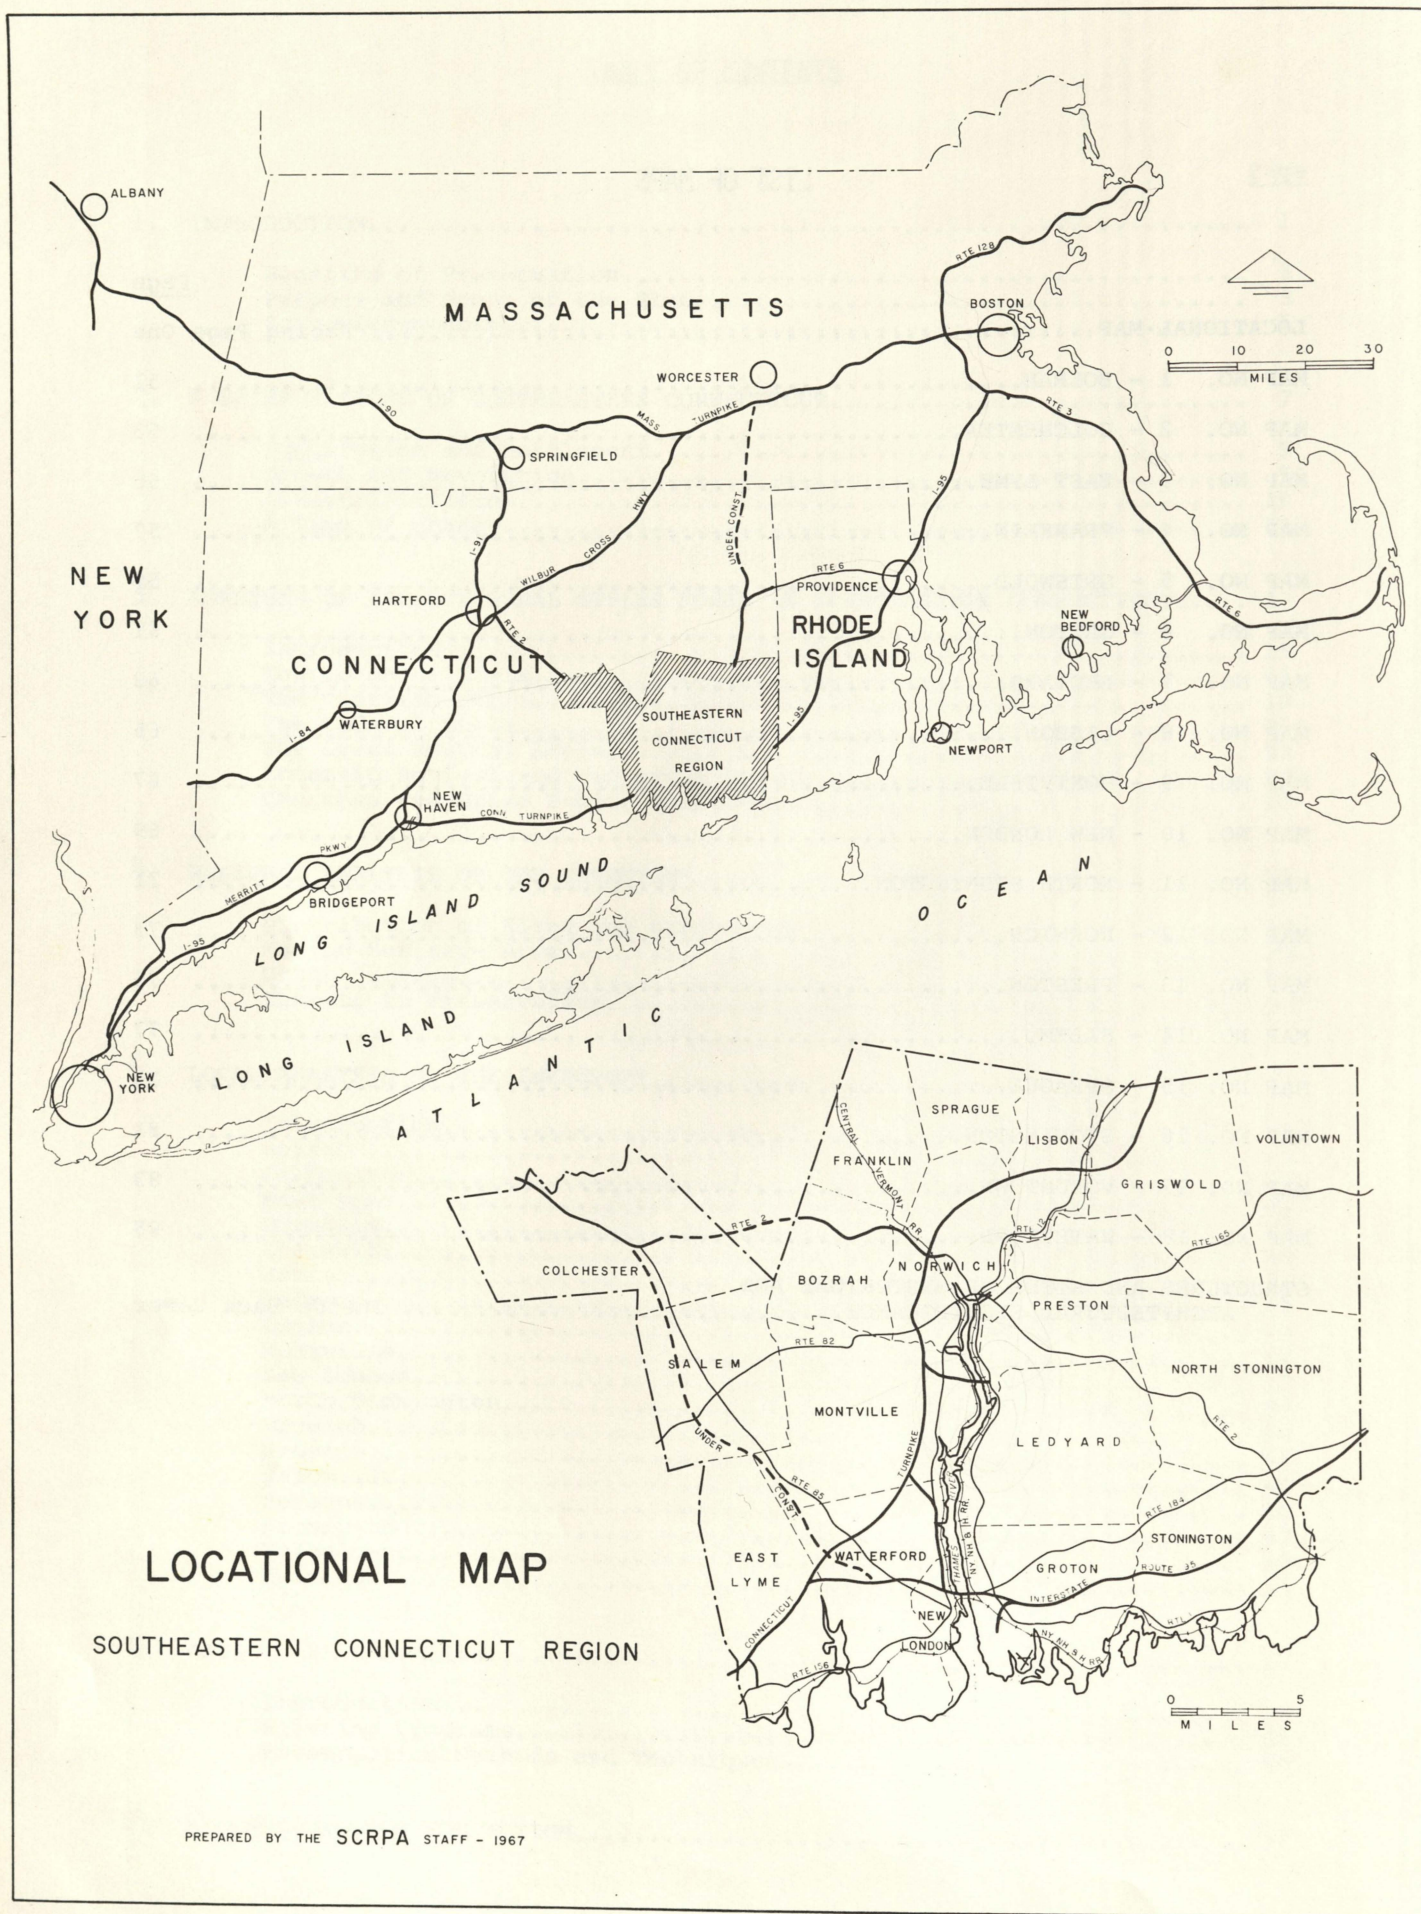 ALBANY
MASSACHUSETTS
RTE 128
BOSTON
0 10 20 30
MILES
WORCESTER
I-90
MASS. TURNPIKE
RTE 3
SPRINGFIELD
I-95
HWY
UNDER CONST
I-91
WILBUR CROSS
NEW
YORK
RTE 6
PROVIDENCE
HARTFORD
RTE 2
RHODE
ISLAND
NEW
BEDFORD
RTE 6
CONNECTICUT
SOUTHEASTERN
CONNECTICUT
REGION
I-95
WATERBURY
I-84
NEWPORT
NEW
HAVEN
CONN TURNPIKE
MERRITT PKWY
BRIDGEPORT
I-95
LONG ISLAND SOUND
LONG ISLAND
ATLANTIC OCEAN
NEW
YORK
SPRAGUE
LISBON
VOLUNTOWN
CENTRAL VERMONT RR
FRANKLIN
GRISWOLD
RTE 2
RTE 12
RTE 165
COLCHESTER
BOZRAH
NORWICH
PRESTON
RTE 82
SALEM
NORTH STONINGTON
MONTVILLE
RTE 2
LEDYARD
UNDER CONST
TURNPIKE
RTE 85
THAMES RIVER
NY NH & H RR.
RTE 184
STONINGTON
EAST
LYME
WATERFORD
GROTON
INTERSTATE ROUTE 95
CONNECTICUT
NEW
LONDON
NY NH & H RR.
RTE 156
0 5
MILES
LOCATIONAL MAP
SOUTHEASTERN CONNECTICUT REGION
PREPARED BY THE SCRPA STAFF - 1967